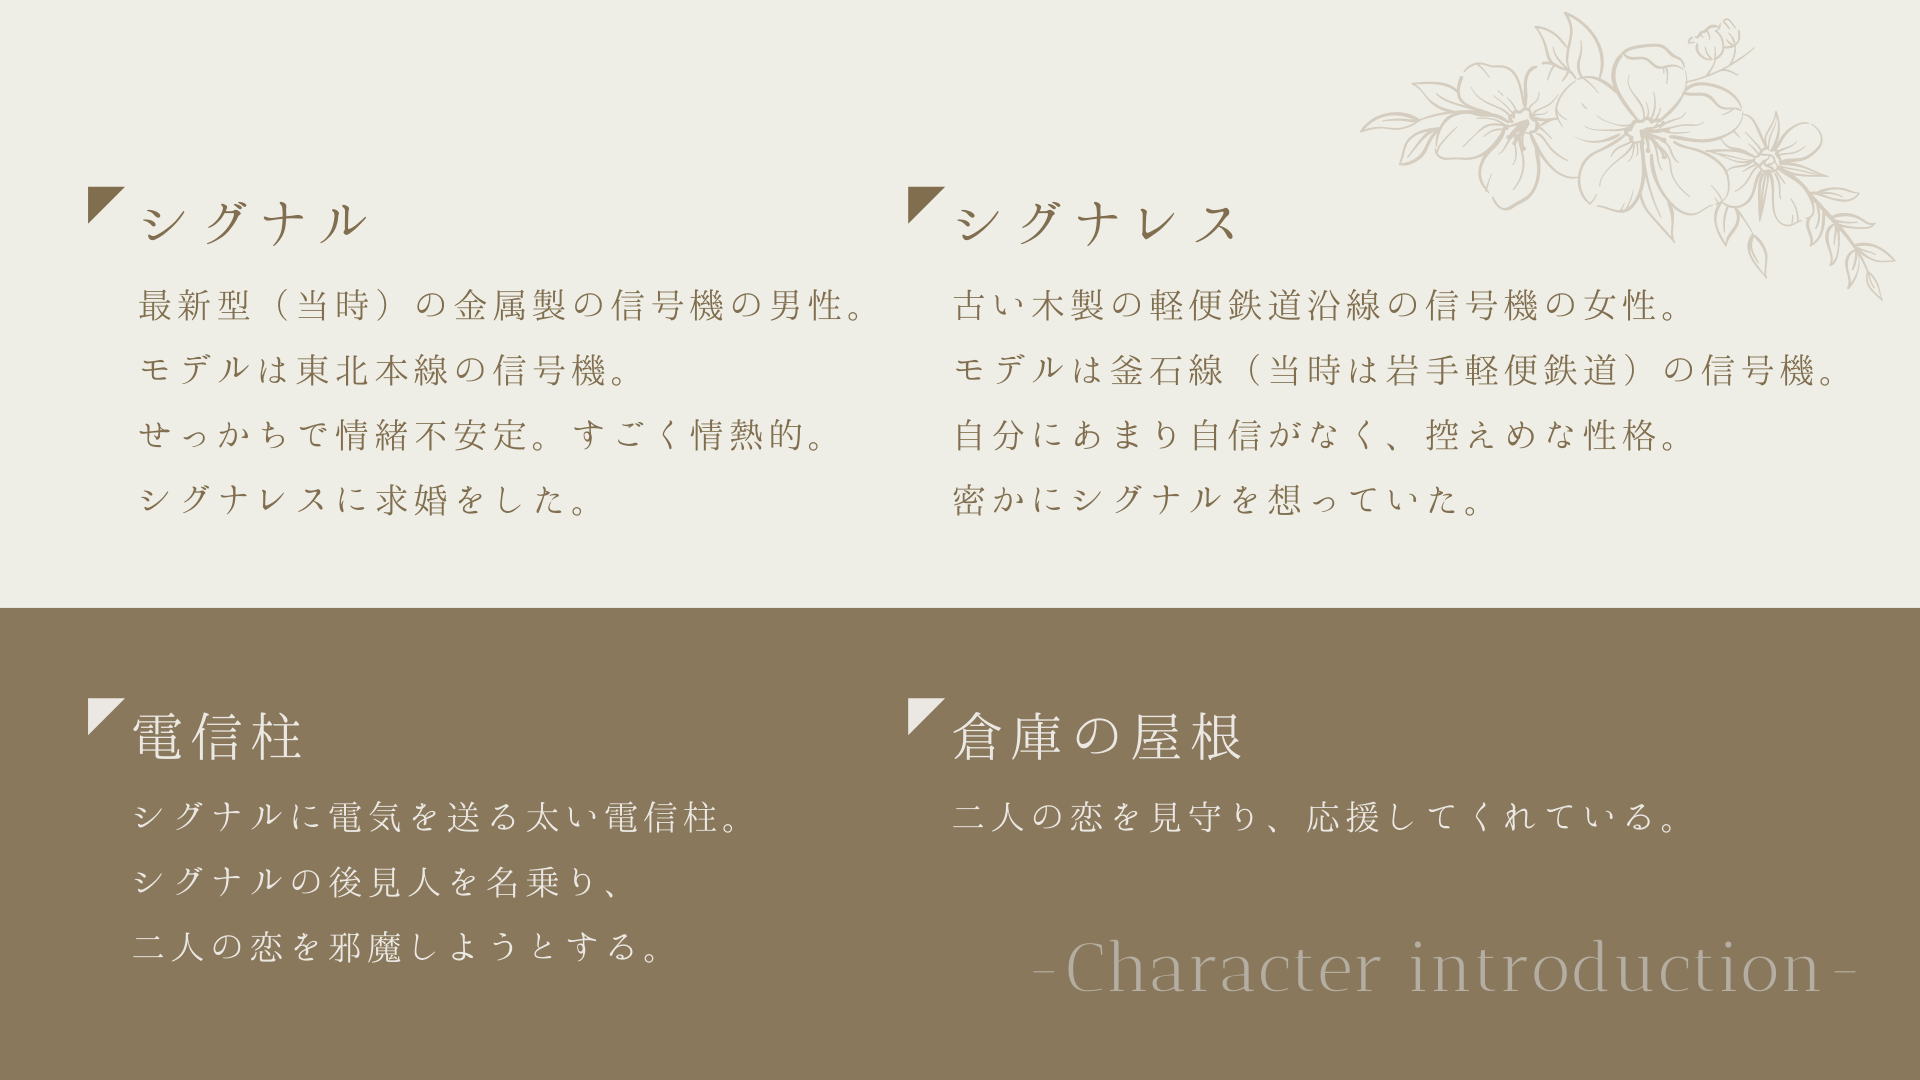 シグナル
最新型（当時）の金属製の信号機の男性。
モデルは東北本線の信号機。
せっかちで情緒不安定。すごく情熱的。
シグナレスに求婚をした。
シグナレス
古い木製の軽便鉄道沿線の信号機の女性。
モデルは釜石線（当時は岩手軽便鉄道）の信号機。
自分にあまり自信がなく、控えめな性格。
密かにシグナルを想っていた。
電信柱
シグナルに電気を送る太い電信柱。
シグナルの後見人を名乗り、
二人の恋を邪魔しようとする。
倉庫の屋根
二人の恋を見守り、応援してくれている。
-Character introduction-